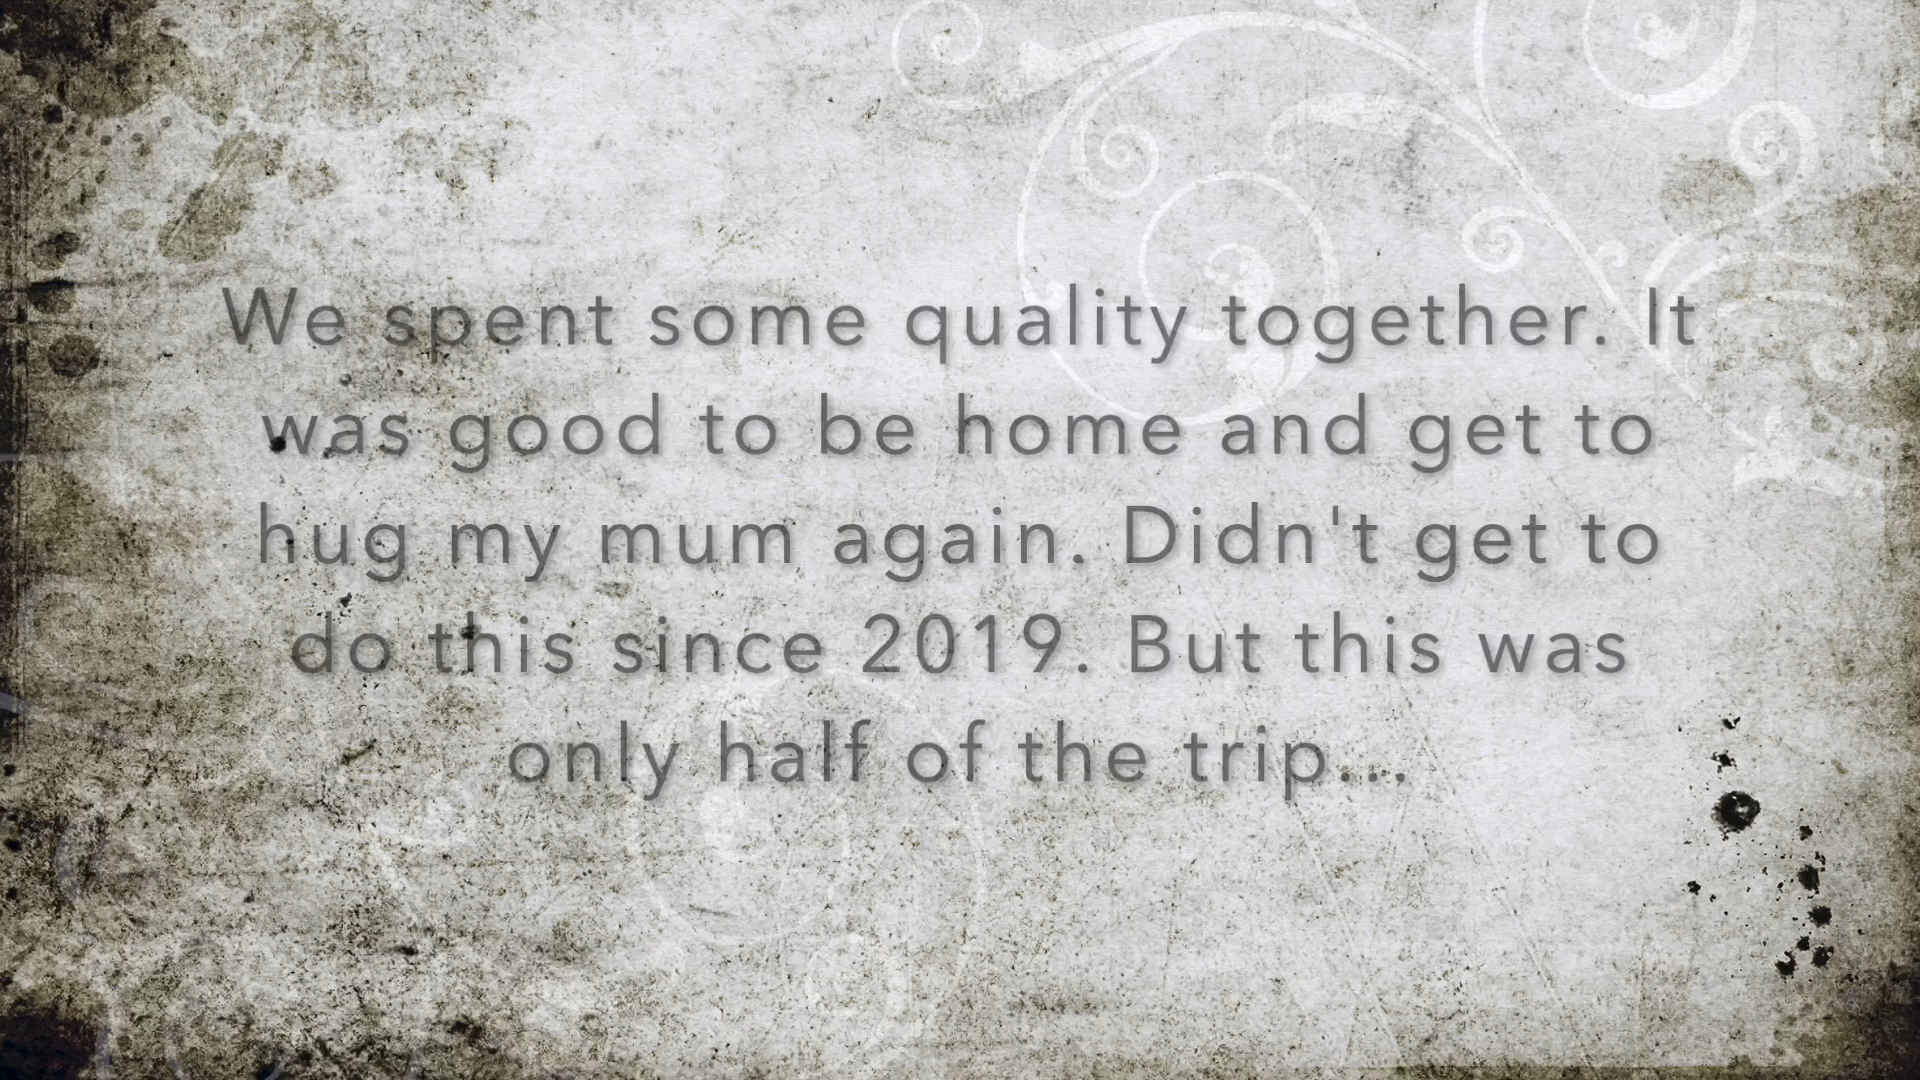 We spent some quality together. It
was good to be home and get to
hug my mum again. Didn't get to
do this since 2019. But this was
only half of the trip...